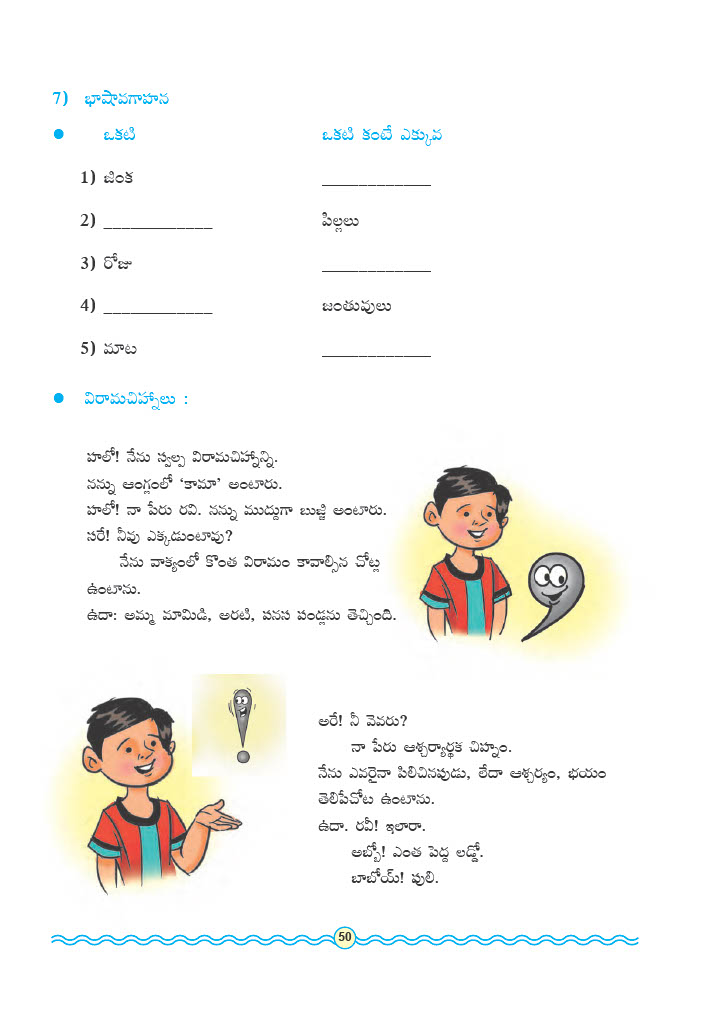 7) భాషావగాహన
● ఒకటి ఒకటి కంటే ఎక్కువ
1) జింక ____________
2) ____________ పిల్లలు
3) రోజు ____________
4) ____________ జంతువులు
5) మాట ____________
● విరామచిహ్నాలు :
హలో! నేను స్వల్ప విరామచిహ్నాన్ని.
నన్ను ఆంగ్లంలో ‘కామా’ అంటారు.
హలో! నా పేరు రవి. నన్ను ముద్దుగా బుజ్జి అంటారు.
సరే! నీవు ఎక్కడుంటావు?
నేను వాక్యంలో కొంత విరామం కావాల్సిన చోట్ల
ఉంటాను.
ఉదా: అమ్మ మామిడి, అరటి, పనస పండ్లను తెచ్చింది.
అరే! నీ వెవరు?
నా పేరు ఆశ్చర్యార్థక చిహ్నం.
నేను ఎవరైనా పిలిచినపుడు, లేదా ఆశ్చర్యం, భయం
తెలిపేచోట ఉంటాను.
ఉదా. రవీ! ఇలారా.
అబ్బో! ఎంత పెద్ద లడ్డో.
బాబోయ్! పులి.
50